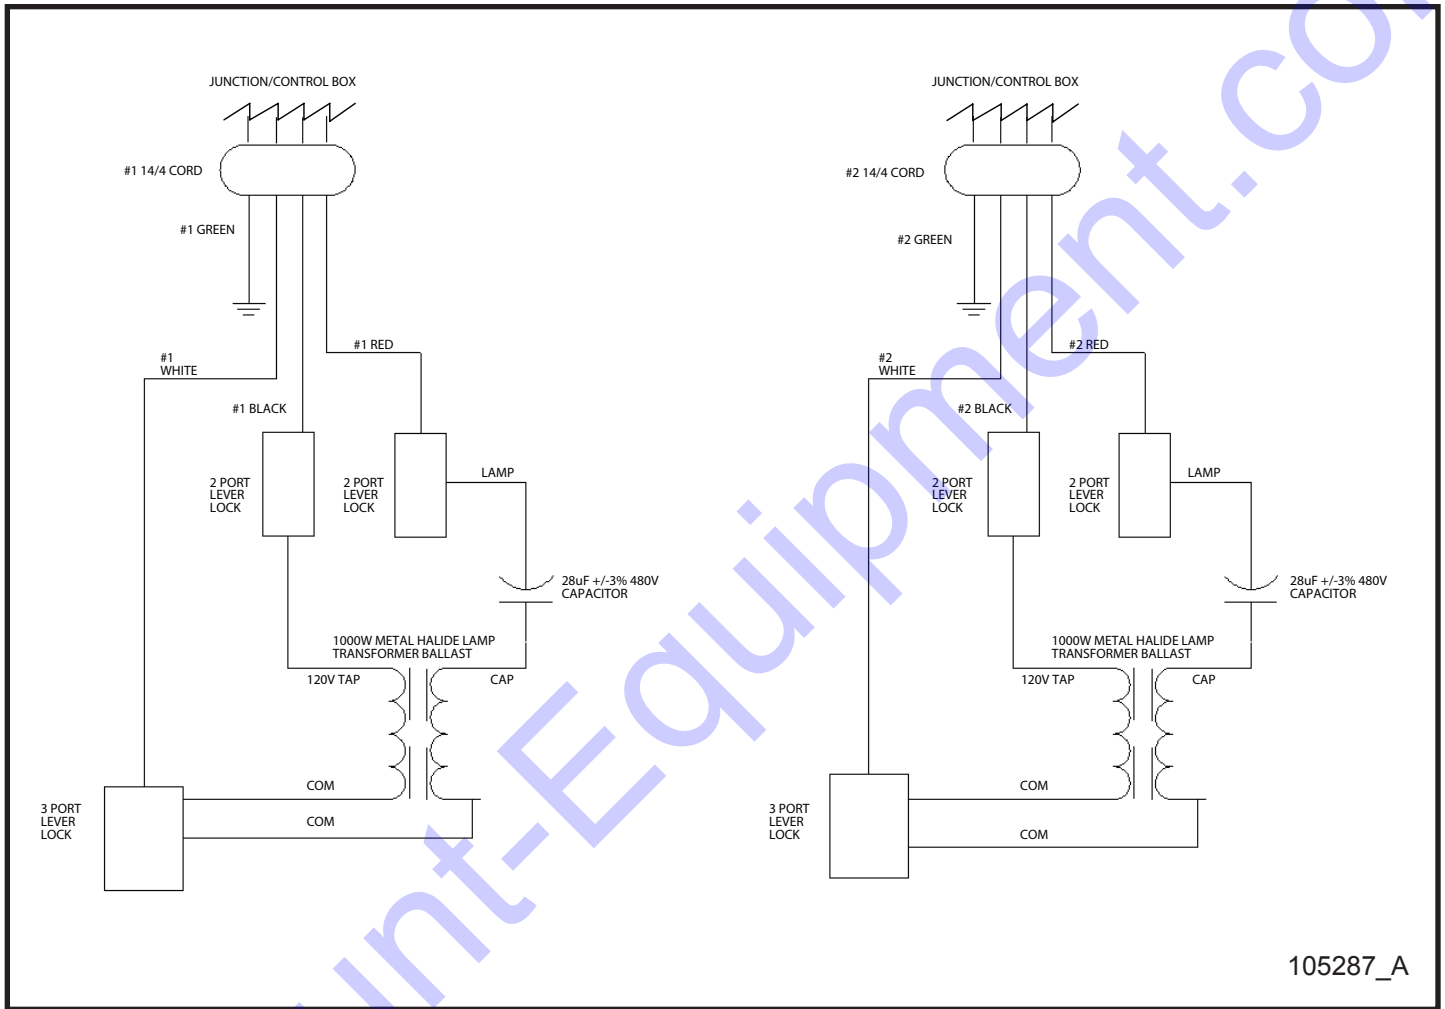 JUNCTION/CONTROL BOX
#1 14/4 CORD
#1 GREEN
#1 RED
#1
WHITE
#1 BLACK
2 PORT
LEVER
LOCK
2 PORT
LEVER
LOCK
LAMP
28uF +/-3% 480V
CAPACITOR
1000W METAL HALIDE LAMP
TRANSFORMER BALLAST
120V TAP
CAP
COM
COM
3 PORT
LEVER
LOCK
JUNCTION/CONTROL BOX
#2 14/4 CORD
#2 GREEN
#2 RED
#2
WHITE
#2 BLACK
2 PORT
LEVER
LOCK
2 PORT
LEVER
LOCK
LAMP
28uF +/-3% 480V
CAPACITOR
1000W METAL HALIDE LAMP
TRANSFORMER BALLAST
120V TAP
CAP
COM
COM
3 PORT
LEVER
LOCK
105287_A
unt-Equipment.co